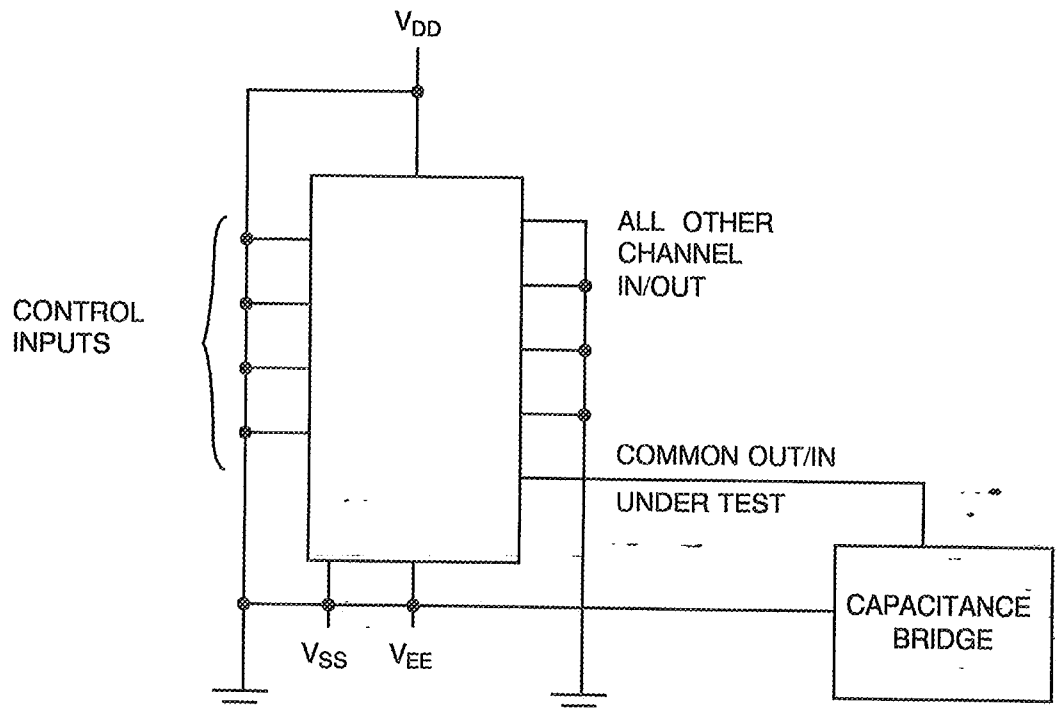 VDD
ALL OTHER
CHANNEL
IN/OUT
CONTROL
INPUTS
COMMON OUT/IN
UNDER TEST
CAPACITANCE
BRIDGE
VSS VEE